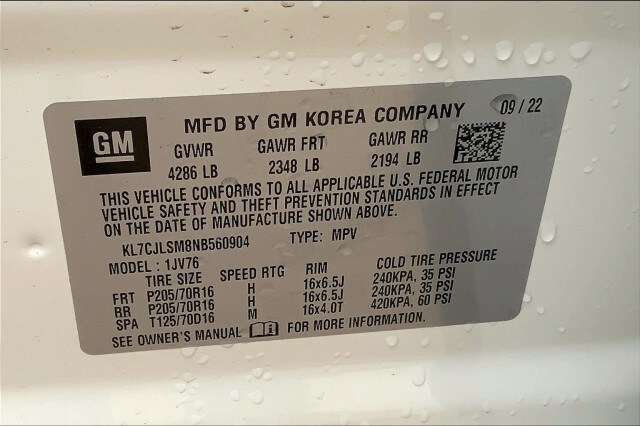 GM
MFD BY GM KOREA COMPANY 09 / 22
GVWR GAWR FRT GAWR RR
4286 LB 2348 LB 2194 LB
THIS VEHICLE CONFORMS TO ALL APPLICABLE U.S. FEDERAL MOTOR
VEHICLE SAFETY AND THEFT PREVENTION STANDARDS IN EFFECT
ON THE DATE OF MANUFACTURE SHOWN ABOVE.
KL7CJLSM8NB560904 TYPE: MPV
MODEL : 1JV76
TIRE SIZE SPEED RTG RIM COLD TIRE PRESSURE
FRT P205/70R16 H 16x6.5J 240KPA, 35 PSI
RR P205/70R16 H 16x6.5J 240KPA, 35 PSI
SPA T125/70D16 M 16x4.0T 420KPA, 60 PSI
SEE OWNER'S MANUAL FOR MORE INFORMATION.